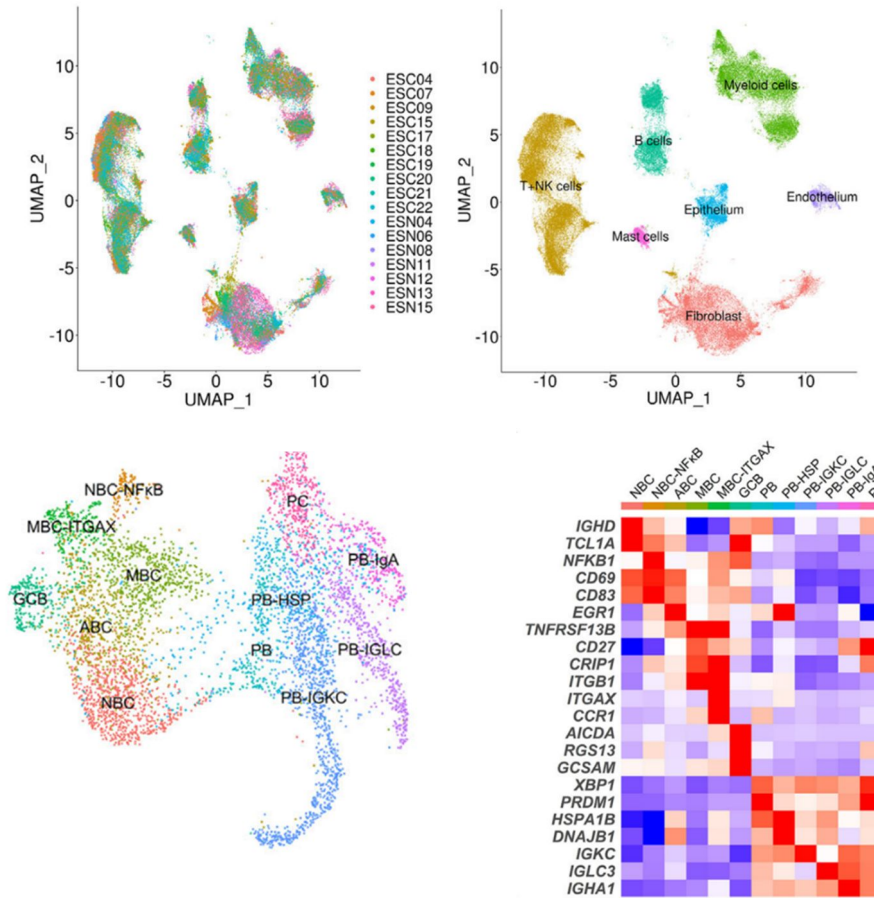 ESC04
ESC07
ESC09
ESC15
ESC17
ESC18
ESC19
ESC20
ESC21
ESC22
ESN04
ESN06
ESN08
ESN11
ESN12
ESN13
ESN15
10
5
0
-5
-10
UMAP_2
-10 -5 0 5 10
UMAP_1
10
5
0
-5
-10
UMAP_2
Myeloid cells
B cells
T+NK cells
Endothelium
Epithelium
Mast cells
Fibroblast
-10 -5 0 5 10
UMAP_1
NBC-NFκB
PC
MBC-ITGAX
PB-IgA
MBC
GCB
PB-HSP
ABC
PB
PB-IGLC
PB-IGKC
NBC
NBC
NBC-NFκB
ABC
MBC
MBC-ITGAX
GCB
PB
PB-HSP
PB-IGKC
PB-IGLC
PB-IgA
IGHD
TCL1A
NFKB1
CD69
CD83
EGR1
TNFRSF13B
CD27
CRIP1
ITGB1
ITGAX
CCR1
AICDA
RGS13
GCSAM
XBP1
PRDM1
HSPA1B
DNAJB1
IGKC
IGLC3
IGHA1